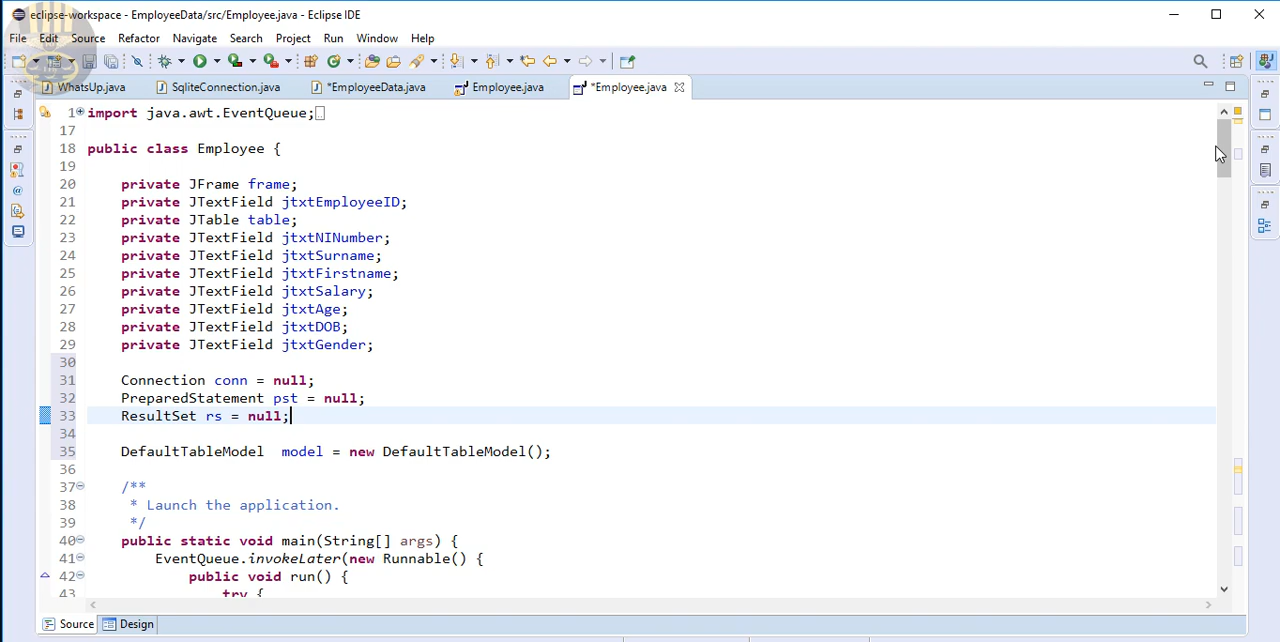 eclipse-workspace - EmployeeData/src/Employee.java - Eclipse IDE
File Edit Source Refactor Navigate Search Project Run Window Help
WhatsUp.java SqliteConnection.java *EmployeeData.java Employee.java *Employee.java
1 import java.awt.EventQueue;
17
18 public class Employee {
19
20 private JFrame frame;
21 private JTextField jtxtEmployeeID;
22 private JTable table;
23 private JTextField jtxtNINumber;
24 private JTextField jtxtSurname;
25 private JTextField jtxtFirstname;
26 private JTextField jtxtSalary;
27 private JTextField jtxtAge;
28 private JTextField jtxtDOB;
29 private JTextField jtxtGender;
30
31 Connection conn = null;
32 PreparedStatement pst = null;
33 ResultSet rs = null;
34
35 DefaultTableModel  model = new DefaultTableModel();
36
37 /**
38 * Launch the application.
39 */
40 public static void main(String[] args) {
41 EventQueue.invokeLater(new Runnable() {
42 public void run() {
43 try {
Source Design